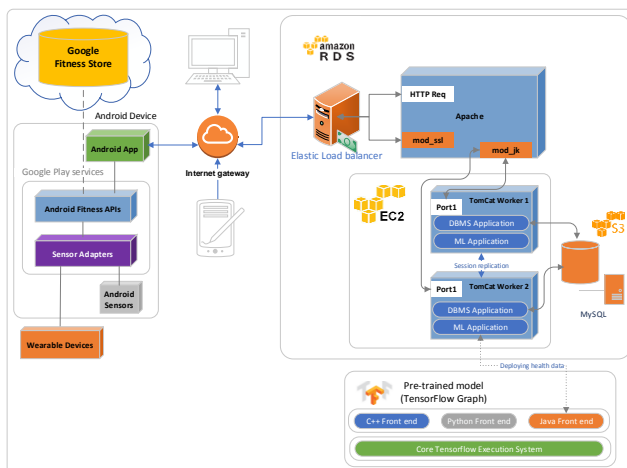 Google
Fitness Store
Android Device
Android App
Google Play services
Android Fitness APIs
Sensor Adapters
Android
Sensors
Wearable Devices
Internet gateway
amazon
RDS
Elastic Load balancer
HTTP Req
Apache
mod_ssl
mod_jk
EC2
TomCat Worker 1
Port1
DBMS Application
ML Application
Session replication
TomCat Worker 2
Port1
DBMS Application
ML Application
S3
MySQL
Deploying health data
Pre-trained model
(TensorFlow Graph)
C++ Front end
Python Front end
Java Front end
Core Tensorflow Execution System